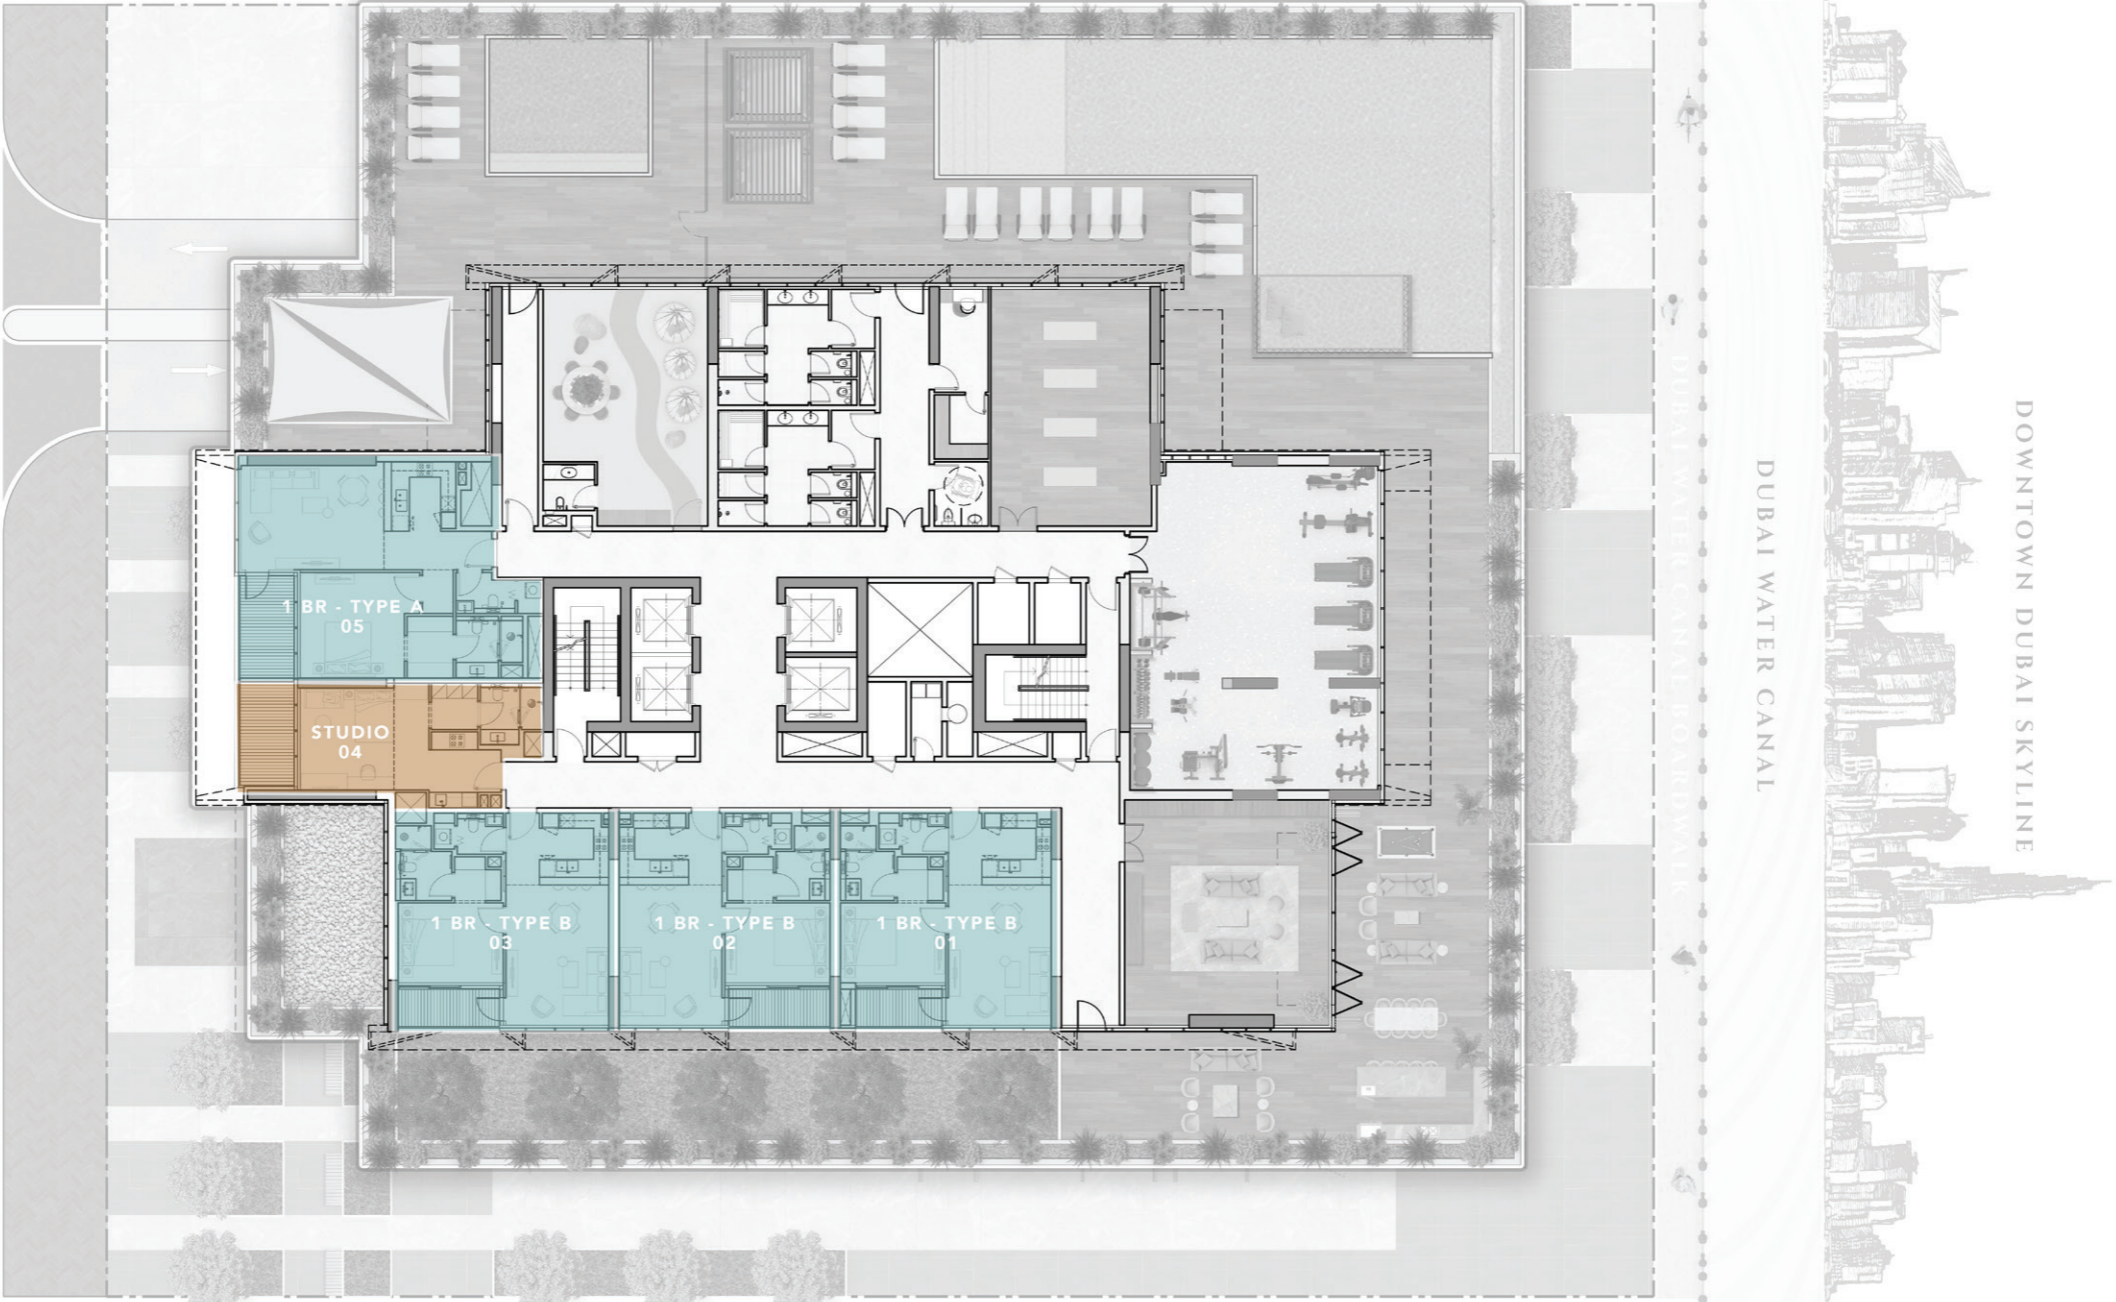 1 BR - TYPE A
05
STUDIO
04
1 BR - TYPE B
03
1 BR - TYPE B
02
1 BR - TYPE B
01
DUBAI WATER CANAL BOARDWALK
DUBAI WATER CANAL
DOWNTOWN DUBAI SKYLINE